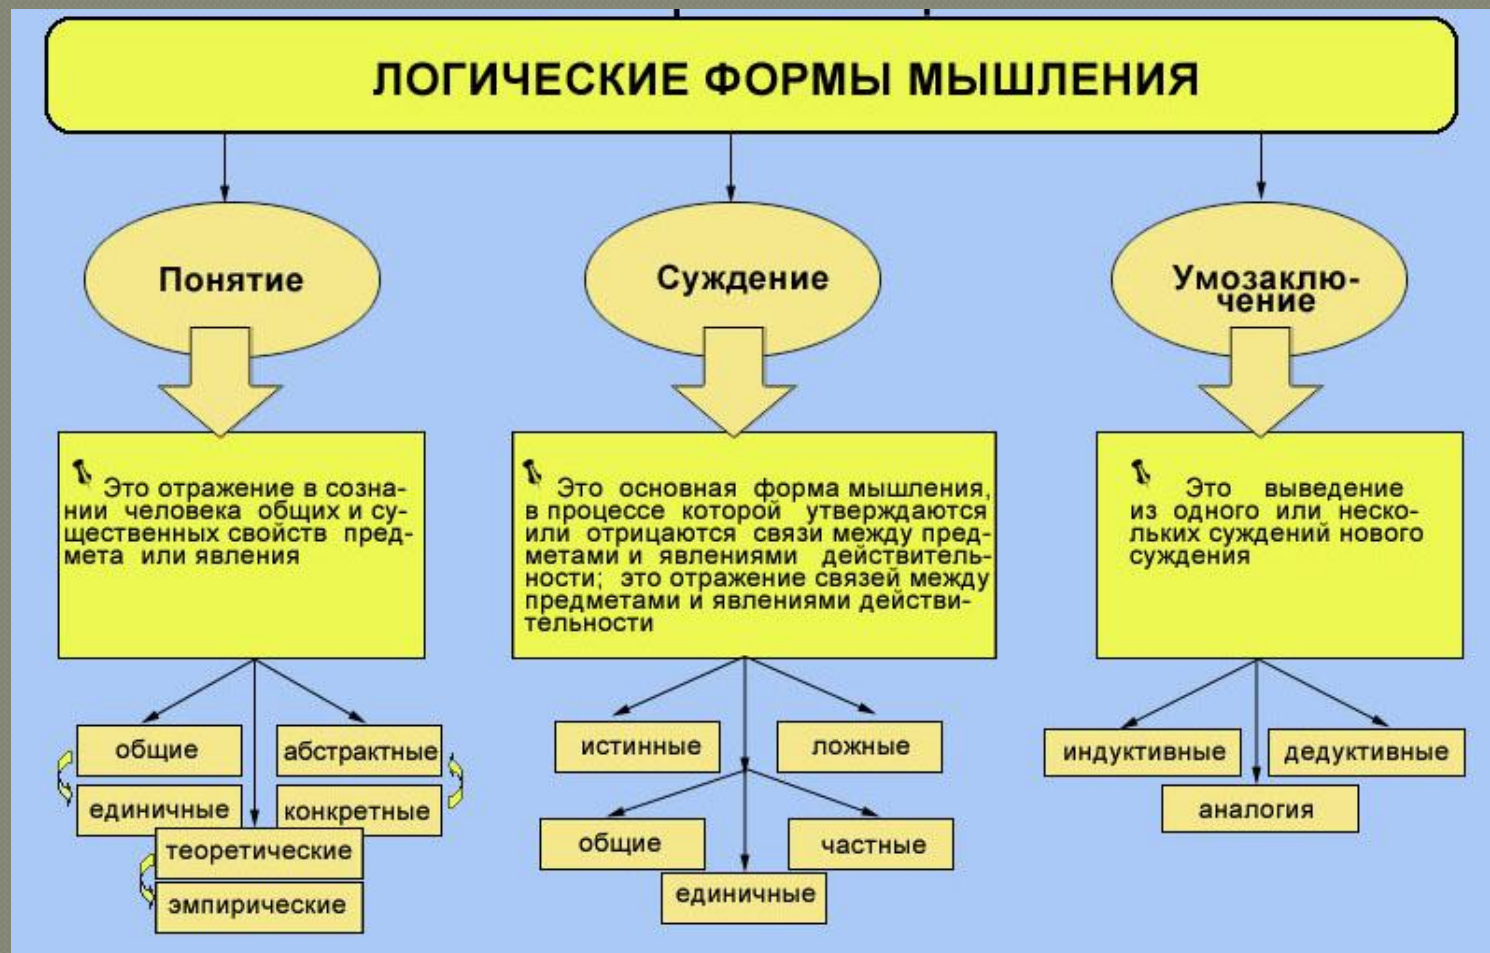 ЛОГИЧЕСКИЕ ФОРМЫ МЫШЛЕНИЯ
Понятие
Это отражение в созна-
нии человека общих и су-
щественных свойств пред-
мета или явления
общие
абстрактные
единичные
конкретные
теоретические
эмпирические
Суждение
Это основная форма мышления,
в процессе которой утверждаются
или отрицаются связи между пред-
метами и явлениями действитель-
ности; это отражение связей между
предметами и явлениями действи-
тельности
истинные
ложные
общие
частные
единичные
Умозаклю-
чение
Это выведение
из одного или неско-
льких суждений нового
суждения
индуктивные
дедуктивные
аналогия